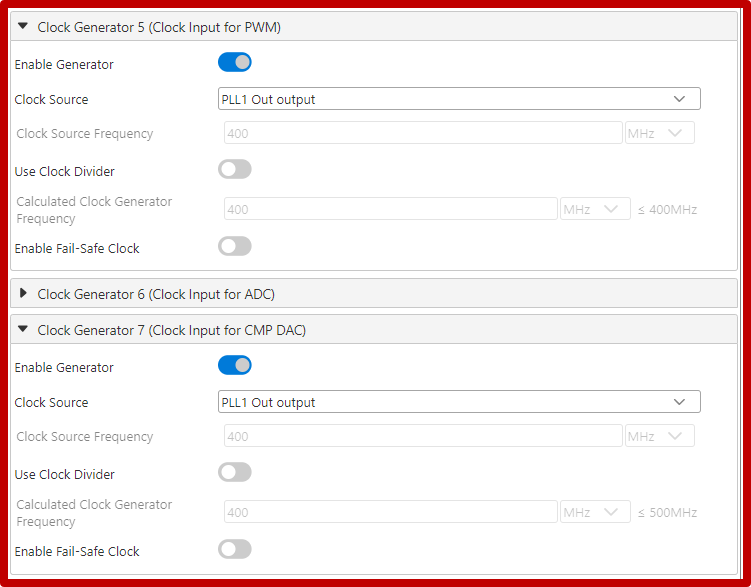 Clock Generator 5 (Clock Input for PWM)
Enable Generator
Clock Source
PLL1 Out output
Clock Source Frequency
400
MHz
Use Clock Divider
Calculated Clock Generator
Frequency
400
MHz
≤ 400MHz
Enable Fail-Safe Clock
Clock Generator 6 (Clock Input for ADC)
Clock Generator 7 (Clock Input for CMP DAC)
Enable Generator
Clock Source
PLL1 Out output
Clock Source Frequency
400
MHz
Use Clock Divider
Calculated Clock Generator
Frequency
400
MHz
≤ 500MHz
Enable Fail-Safe Clock